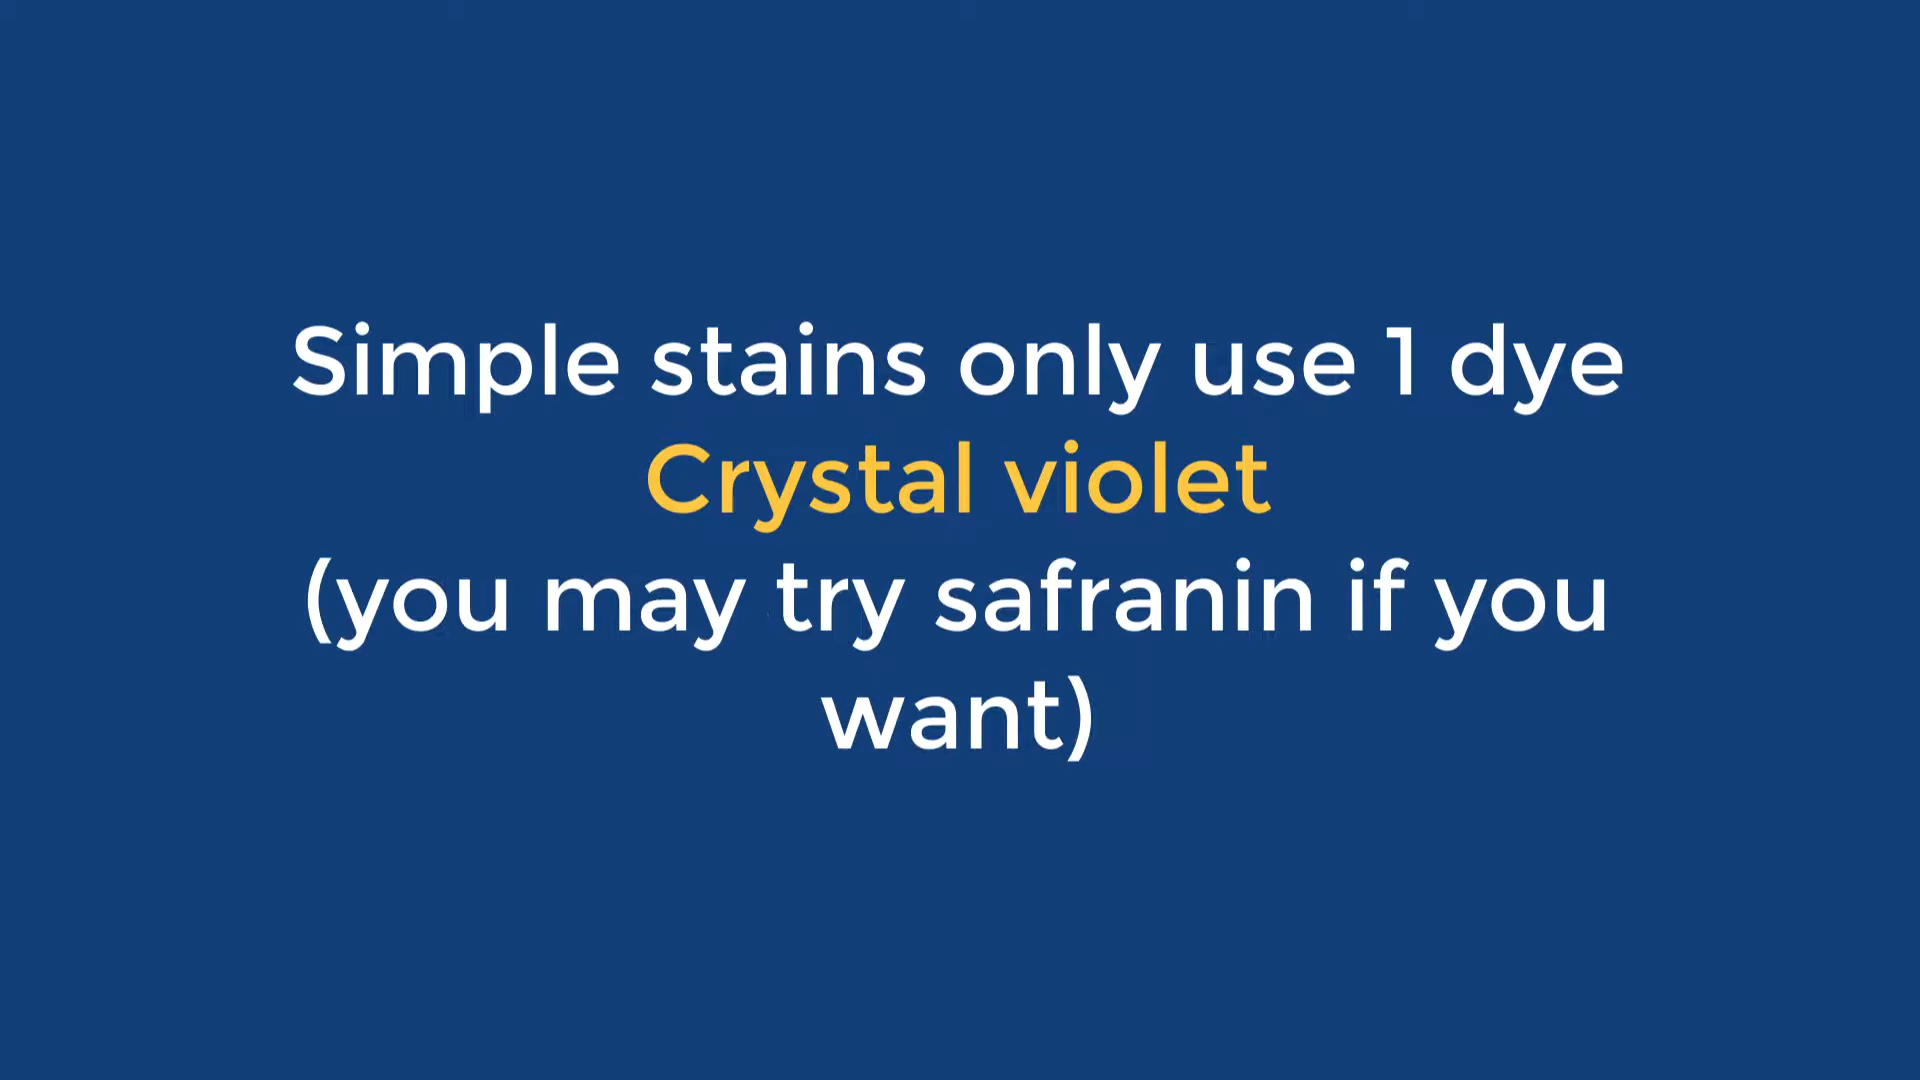 Simple stains only use 1 dye
Crystal violet
(you may try safranin if you
want)